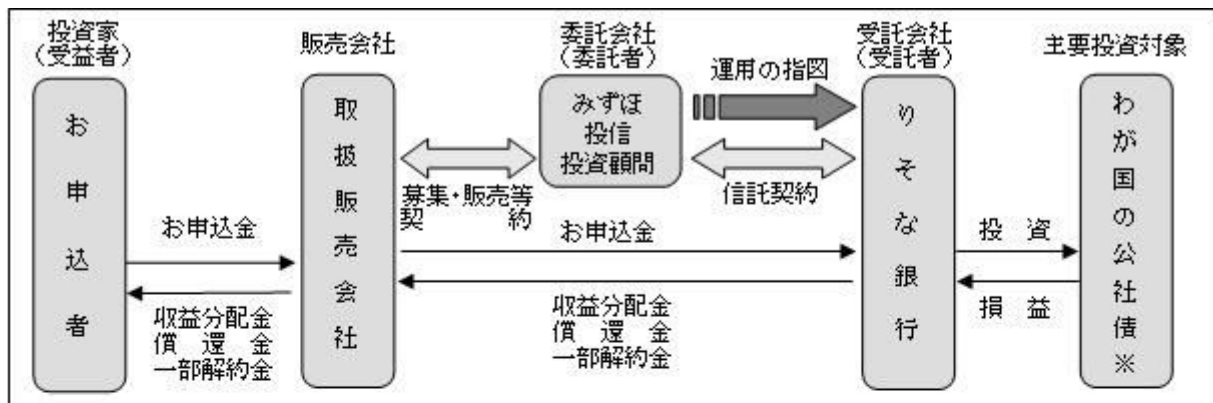 投資家
(受益者)
お申込者
お申込金
収益分配金
償還金
一部解約金
販売会社
取扱販売会社
募集・販売等
契約
委託会社
(委託者)
みずほ
投信
投資顧問
運用の指図
信託契約
お申込金
収益分配金
償還金
一部解約金
受託会社
(受託者)
りそな銀行
投資
損益
主要投資対象
わが国の公社債※